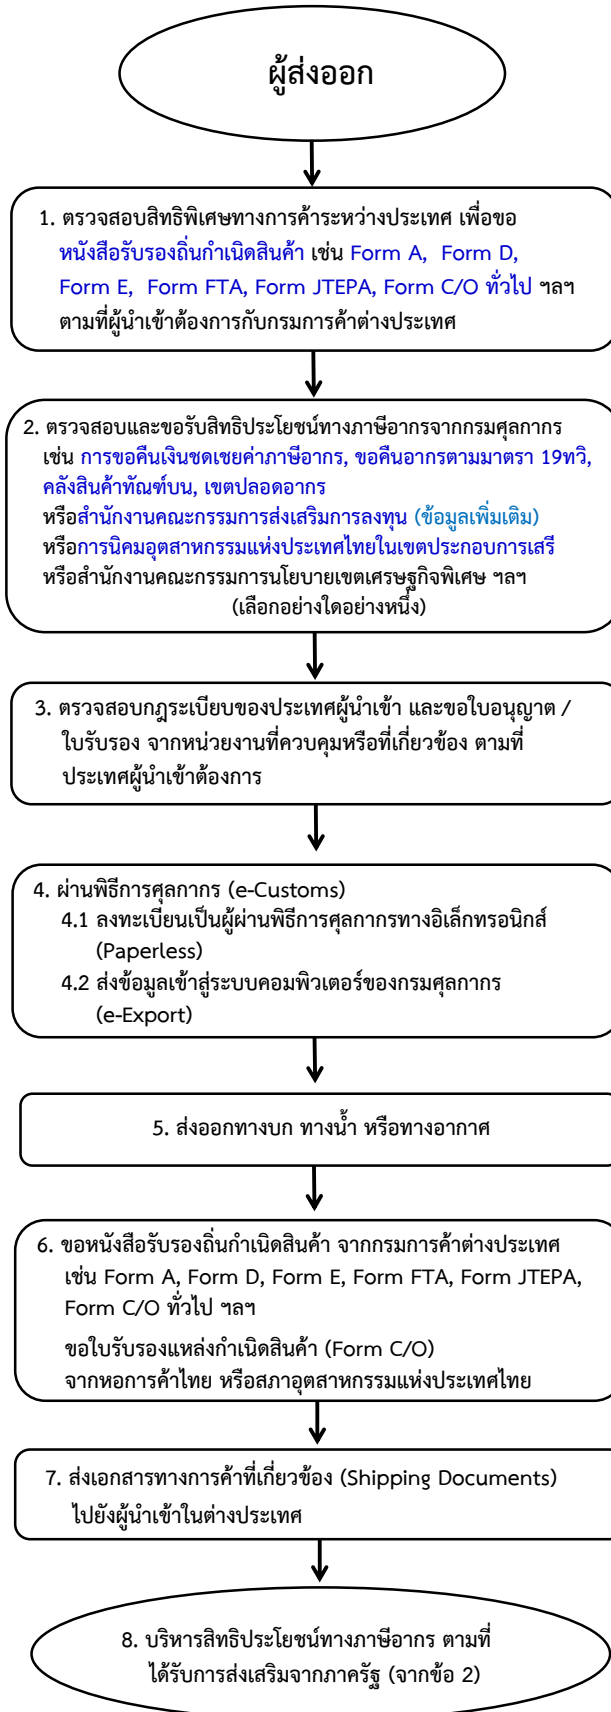 ผู้ส่งออก
1. ตรวจสอบสิทธิพิเศษทางการค้าระหว่างประเทศ เพื่อขอ
หนังสือรับรองถิ่นกำเนิดสินค้า เช่น Form A, Form D,
Form E, Form FTA, Form JTEPA, Form C/O ทั่วไป ฯลฯ
ตามที่ผู้นำเข้าต้องการกับกรมการค้าต่างประเทศ
2. ตรวจสอบและขอรับสิทธิประโยชน์ทางภาษีอากรจากกรมศุลกากร
เช่น การขอคืนเงินชดเชยค่าภาษีอากร, ขอคืนอากรตามมาตรา 19ทวิ,
คลังสินค้าทัณฑ์บน, เขตปลอดอากร
หรือสำนักงานคณะกรรมการส่งเสริมการลงทุน (ข้อมูลเพิ่มเติม)
หรือการนิคมอุตสาหกรรมแห่งประเทศไทยในเขตประกอบการเสรี
หรือสำนักงานคณะกรรมการนโยบายเขตเศรษฐกิจพิเศษ ฯลฯ
(เลือกอย่างใดอย่างหนึ่ง)
3. ตรวจสอบกฎระเบียบของประเทศผู้นำเข้า และขอใบอนุญาต /
ใบรับรอง จากหน่วยงานที่ควบคุมหรือที่เกี่ยวข้อง ตามที่
ประเทศผู้นำเข้าต้องการ
4. ผ่านพิธีการศุลกากร (e-Customs)
4.1 ลงทะเบียนเป็นผู้ผ่านพิธีการศุลกากรทางอิเล็กทรอนิกส์
(Paperless)
4.2 ส่งข้อมูลเข้าสู่ระบบคอมพิวเตอร์ของกรมศุลกากร
(e-Export)
5. ส่งออกทางบก ทางน้ำ หรือทางอากาศ
6. ขอหนังสือรับรองถิ่นกำเนิดสินค้า จากกรมการค้าต่างประเทศ
เช่น Form A, Form D, Form E, Form FTA, Form JTEPA,
Form C/O ทั่วไป ฯลฯ
ขอใบรับรองแหล่งกำเนิดสินค้า (Form C/O)
จากหอการค้าไทย หรือสภาอุตสาหกรรมแห่งประเทศไทย
7. ส่งเอกสารทางการค้าที่เกี่ยวข้อง (Shipping Documents)
ไปยังผู้นำเข้าในต่างประเทศ
8. บริหารสิทธิประโยชน์ทางภาษีอากร ตามที่
ได้รับการส่งเสริมจากภาครัฐ (จากข้อ 2)